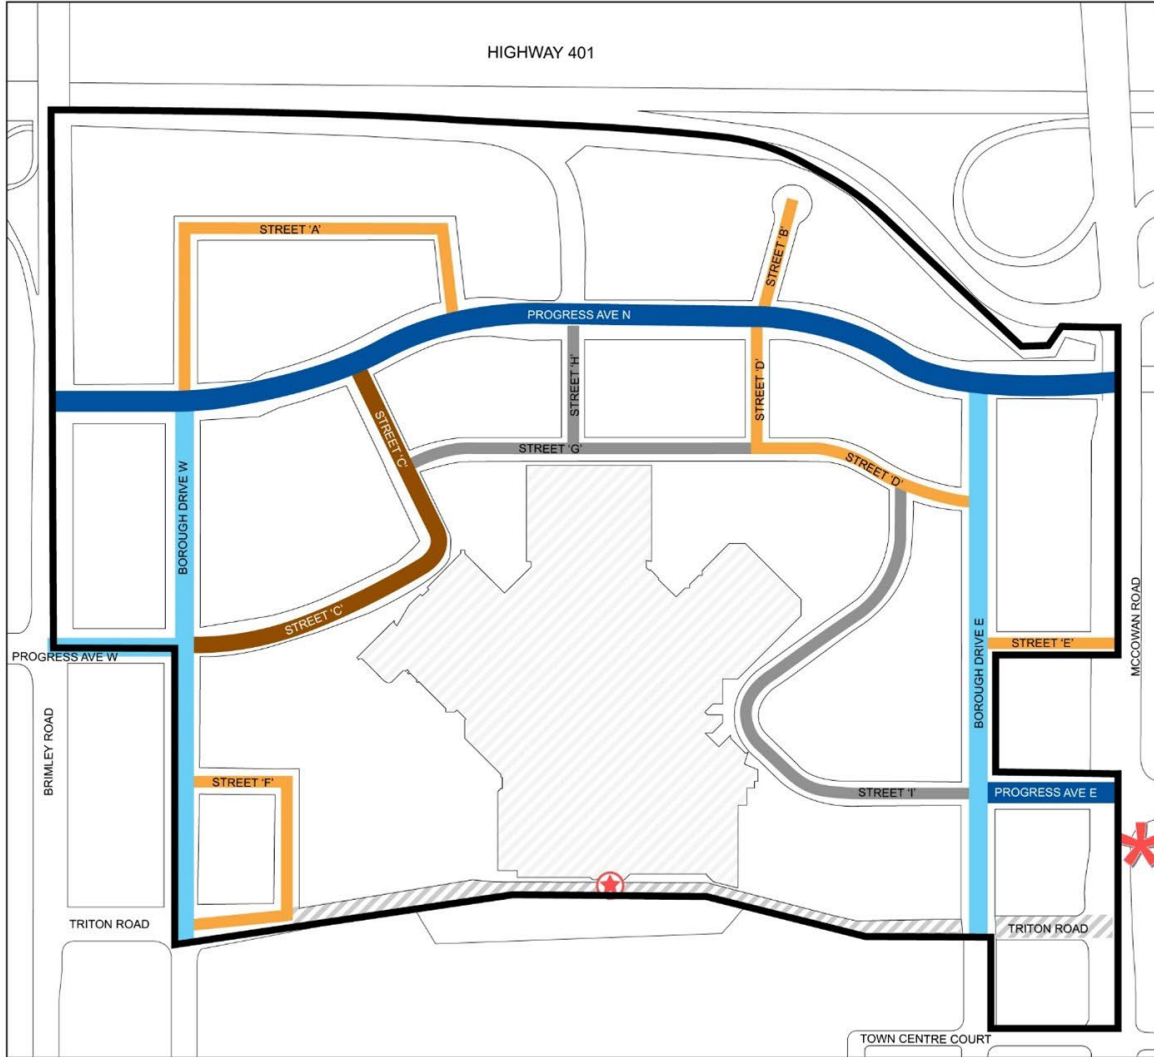 HIGHWAY 401
STREET 'A'
STREET 'B'
PROGRESS AVE N
STREET 'H'
STREET 'D'
STREET 'C'
STREET 'G'
STREET 'D'
BOROUGH DRIVE W
STREET 'C'
BOROUGH DRIVE E
STREET 'E'
MCCOWAN ROAD
PROGRESS AVE W
BRIMLEY ROAD
STREET 'F'
STREET 'I'
PROGRESS AVE E
TRITON ROAD
TRITON ROAD
TOWN CENTRE COURT